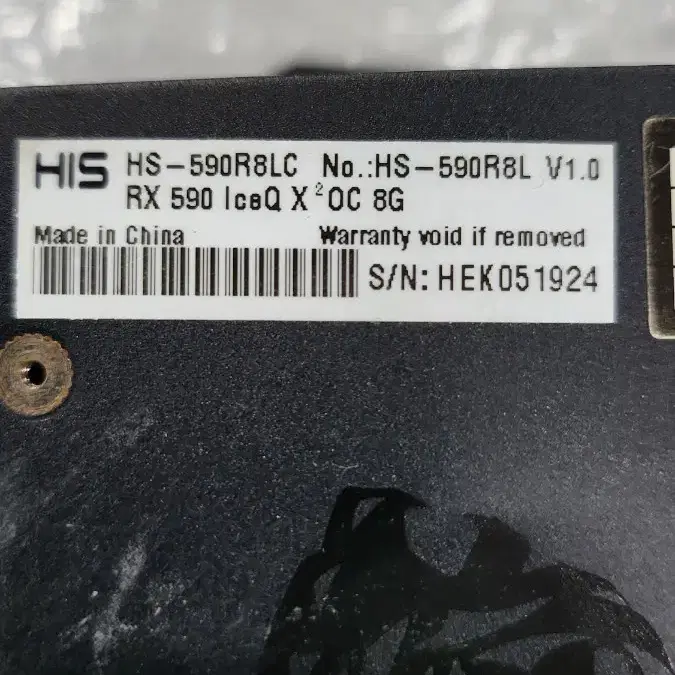 HIS HS-590R8LC No.:HS-590R8L V1.0
RX 590 IceQ X²OC 8G
Made in China Warranty void if removed
S/N: HEK051924